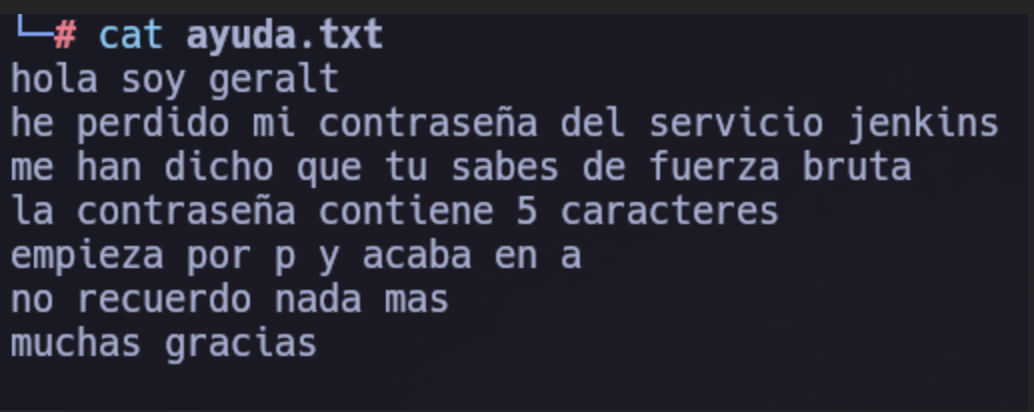 └─# cat ayuda.txt
hola soy geralt
he perdido mi contraseña del servicio jenkins
me han dicho que tu sabes de fuerza bruta
la contraseña contiene 5 caracteres
empieza por p y acaba en a
no recuerdo nada mas
muchas gracias